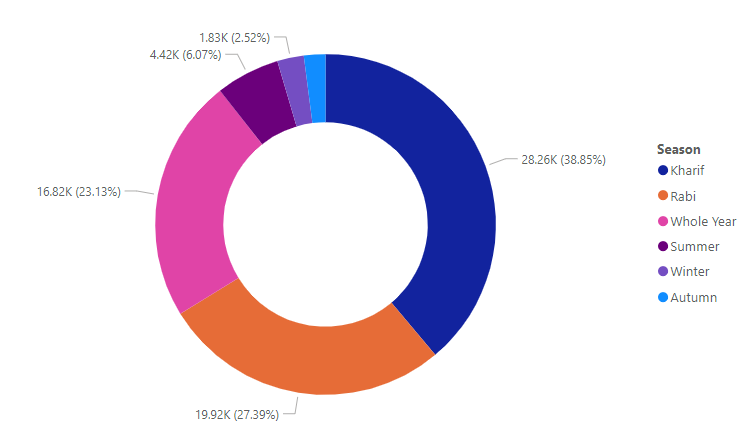 1.83K (2.52%)
4.42K (6.07%)
28.26K (38.85%)
16.82K (23.13%)
19.92K (27.39%)
Season
Kharif
Rabi
Whole Year
Summer
Winter
Autumn